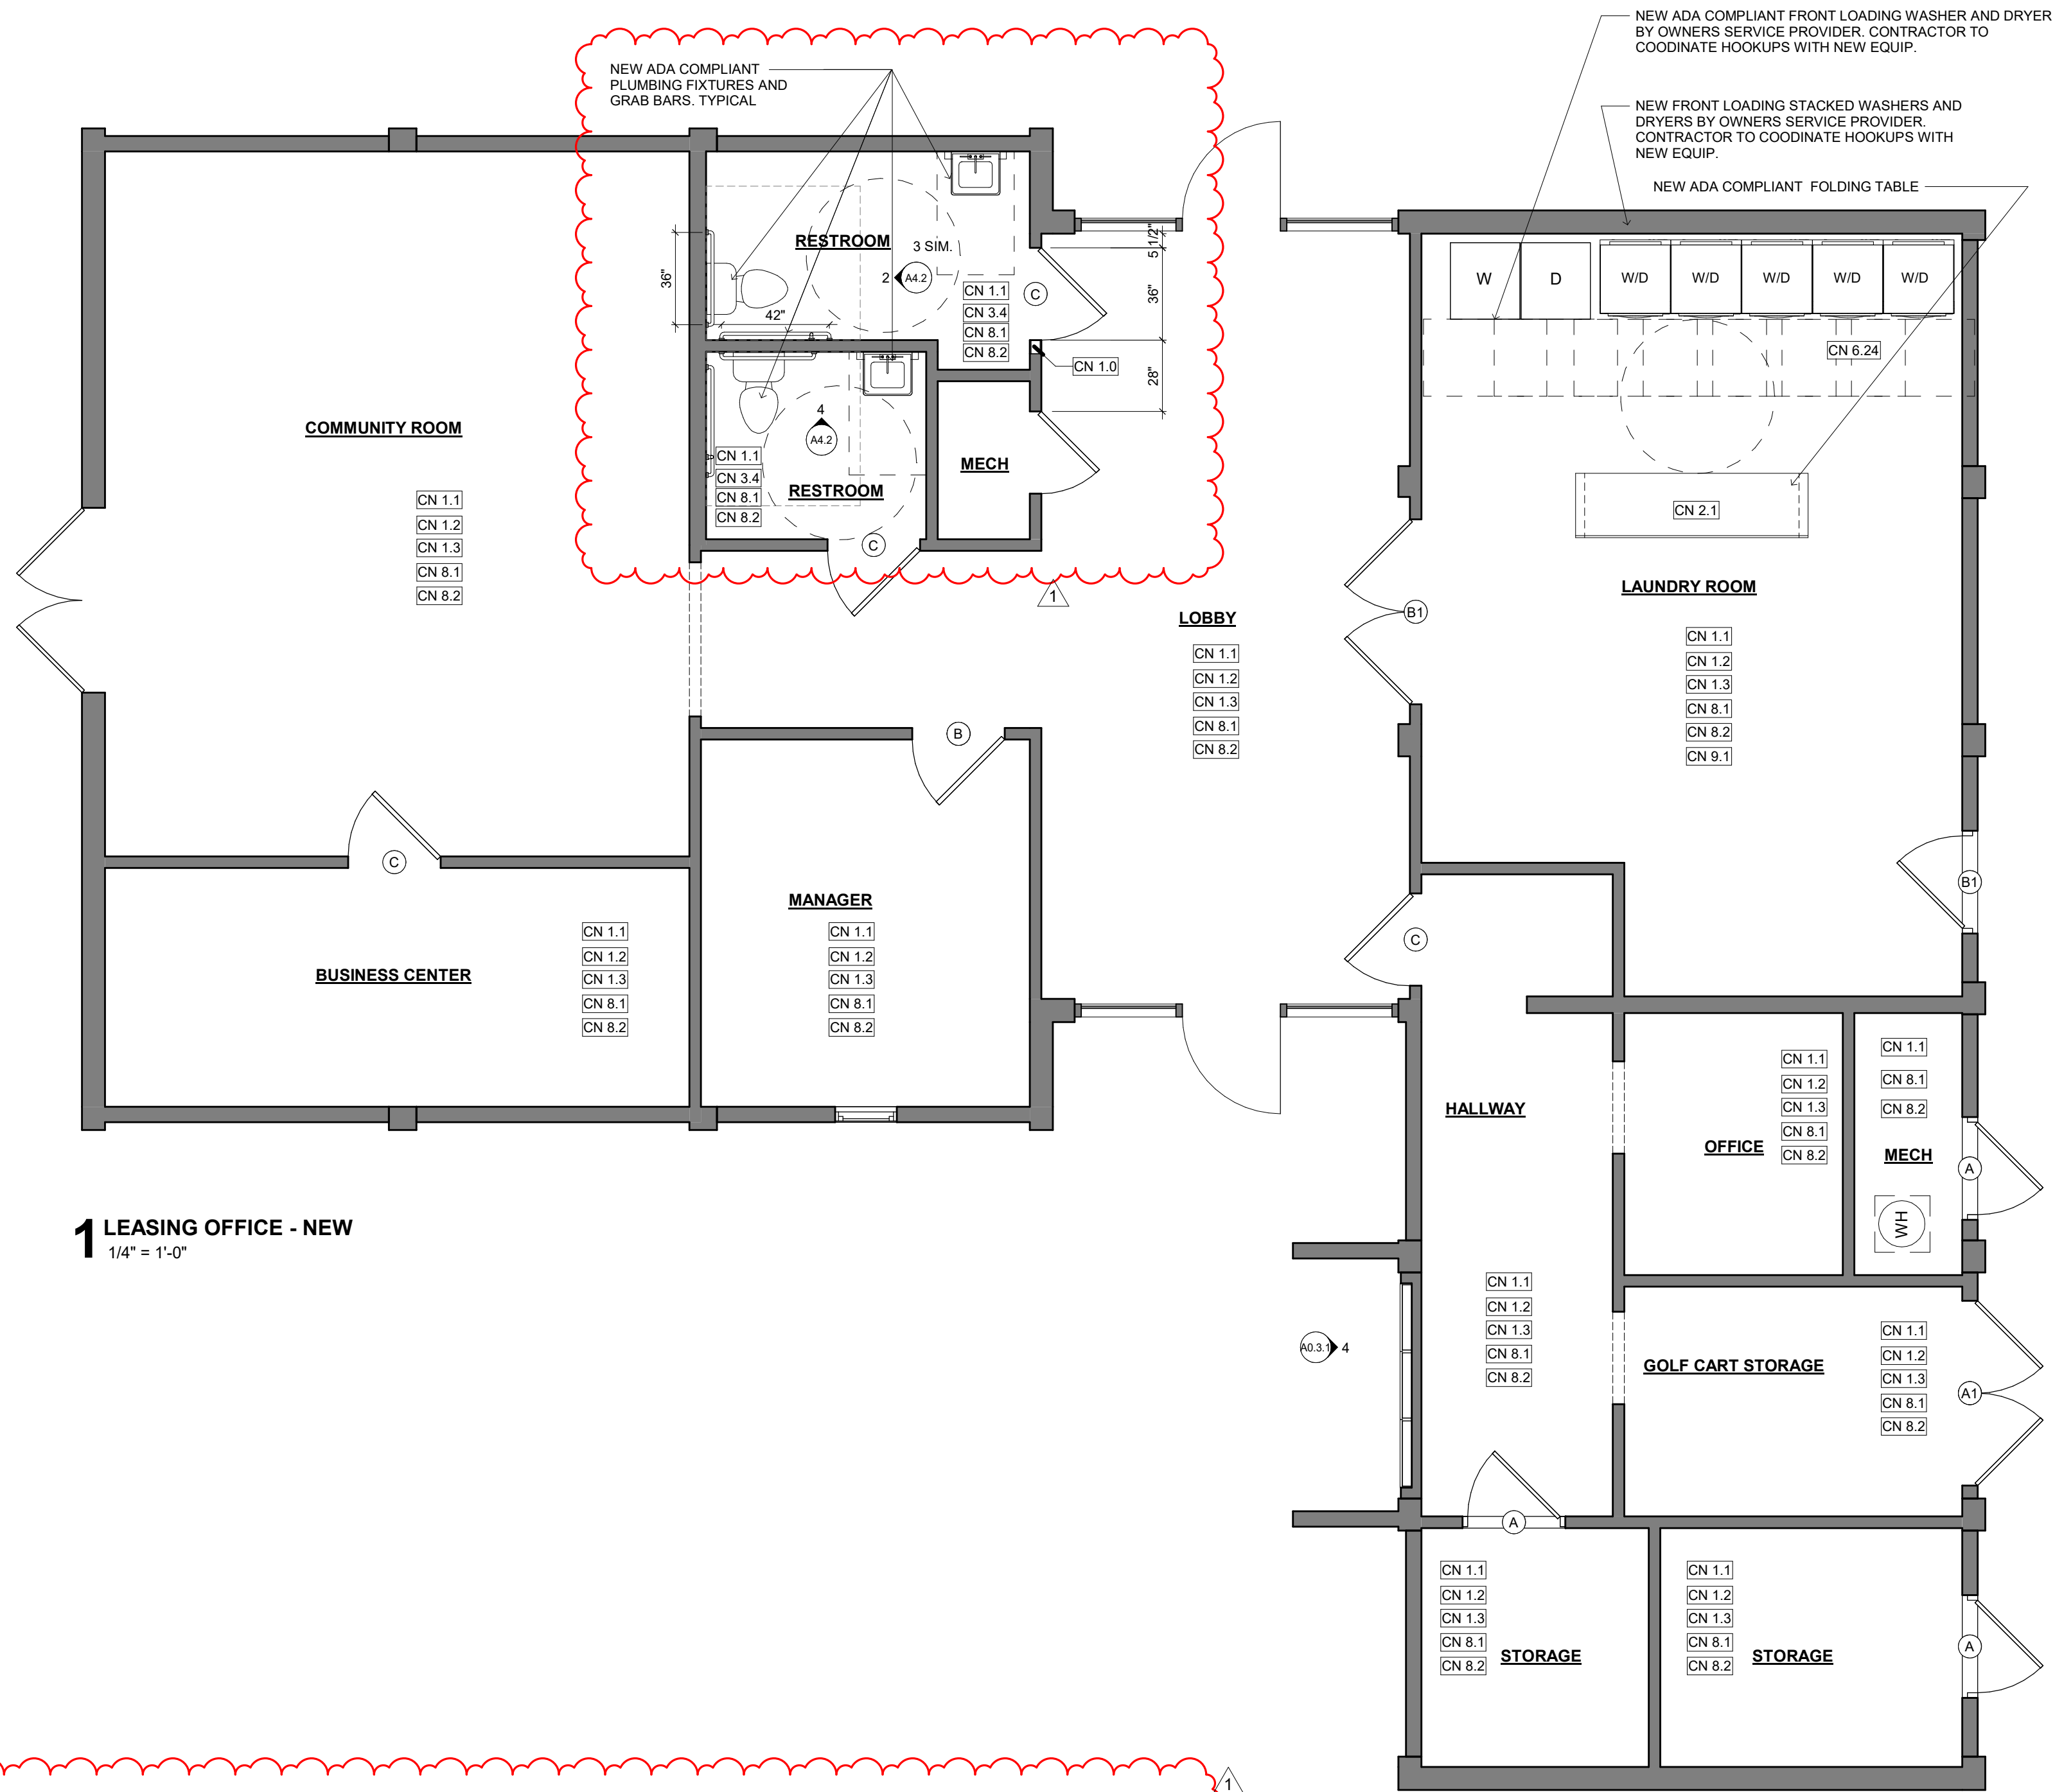 NEW ADA COMPLIANT FRONT LOADING WASHER AND DRYER
BY OWNERS SERVICE PROVIDER. CONTRACTOR TO
COODINATE HOOKUPS WITH NEW EQUIP.
NEW ADA COMPLIANT
PLUMBING FIXTURES AND
GRAB BARS. TYPICAL
NEW FRONT LOADING STACKED WASHERS AND
DRYERS BY OWNERS SERVICE PROVIDER.
CONTRACTOR TO COODINATE HOOKUPS WITH
NEW EQUIP.
NEW ADA COMPLIANT FOLDING TABLE
RESTROOM
3 SIM.
2
A4.2
36"
42"
CN 1.1
CN 3.4
CN 8.1
CN 8.2
C
5 1/2"
36"
28"
CN 1.0
W
D
W/D
W/D
W/D
W/D
W/D
CN 6.24
CN 2.1
4
A4.2
CN 1.1
CN 3.4
CN 8.1
CN 8.2
RESTROOM
C
MECH
1
COMMUNITY ROOM
CN 1.1
CN 1.2
CN 1.3
CN 8.1
CN 8.2
LOBBY
CN 1.1
CN 1.2
CN 1.3
CN 8.1
CN 8.2
B1
LAUNDRY ROOM
CN 1.1
CN 1.2
CN 1.3
CN 8.1
CN 8.2
CN 9.1
B1
B
C
C
BUSINESS CENTER
CN 1.1
CN 1.2
CN 1.3
CN 8.1
CN 8.2
MANAGER
CN 1.1
CN 1.2
CN 1.3
CN 8.1
CN 8.2
HALLWAY
CN 1.1
CN 1.2
CN 1.3
CN 8.1
CN 8.2
OFFICE
CN 1.1
CN 1.2
CN 1.3
CN 8.1
CN 8.2
CN 1.1
CN 8.1
CN 8.2
MECH
A
WH
1 LEASING OFFICE - NEW
1/4" = 1'-0"
A0.3.1
4
GOLF CART STORAGE
CN 1.1
CN 1.2
CN 1.3
CN 8.1
CN 8.2
A1
A
CN 1.1
CN 1.2
CN 1.3
CN 8.1
CN 8.2
STORAGE
CN 1.1
CN 1.2
CN 1.3
CN 8.1
CN 8.2
STORAGE
A
1